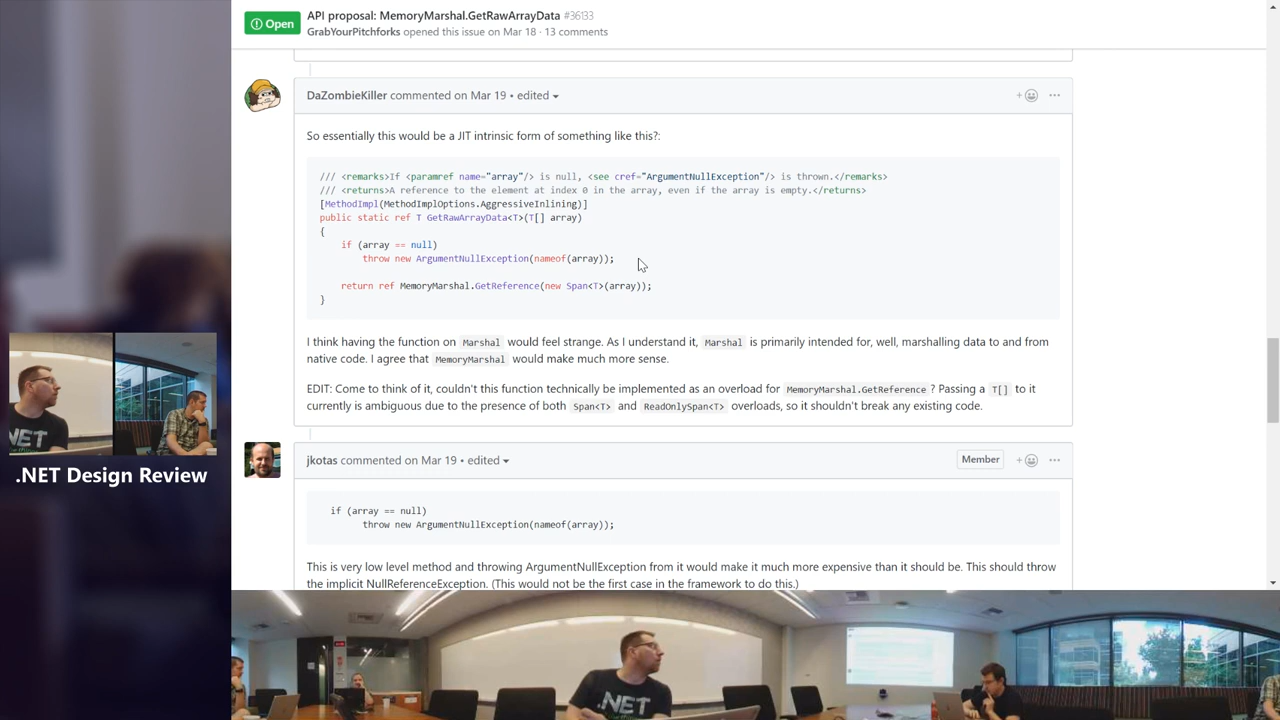 Open
API proposal: MemoryMarshal.GetRawArrayData #36133
GrabYourPitchforks opened this issue on Mar 18 · 13 comments
DaZombieKiller commented on Mar 19 • edited
So essentially this would be a JIT intrinsic form of something like this?:
/// <remarks>If <paramref name="array"/> is null, <see cref="ArgumentNullException"/> is thrown.</remarks>
/// <returns>A reference to the element at index 0 in the array, even if the array is empty.</returns>
[MethodImpl(MethodImplOptions.AggressiveInlining)]
public static ref T GetRawArrayData<T>(T[] array)
{
if (array == null)
throw new ArgumentNullException(nameof(array));
return ref MemoryMarshal.GetReference(new Span<T>(array));
}
I think having the function on Marshal would feel strange. As I understand it, Marshal is primarily intended for, well, marshalling data to and from
native code. I agree that MemoryMarshal would make much more sense.
EDIT: Come to think of it, couldn't this function technically be implemented as an overload for MemoryMarshal.GetReference ? Passing a T[] to it
currently is ambiguous due to the presence of both Span<T> and ReadOnlySpan<T> overloads, so it shouldn't break any existing code.
jkotas commented on Mar 19 • edited
Member
if (array == null)
throw new ArgumentNullException(nameof(array));
This is very low level method and throwing ArgumentNullException from it would make it much more expensive than it should be. This should throw
the implicit NullReferenceException. (This would not be the first case in the framework to do this.)
.NET
.NET Design Review
.NET